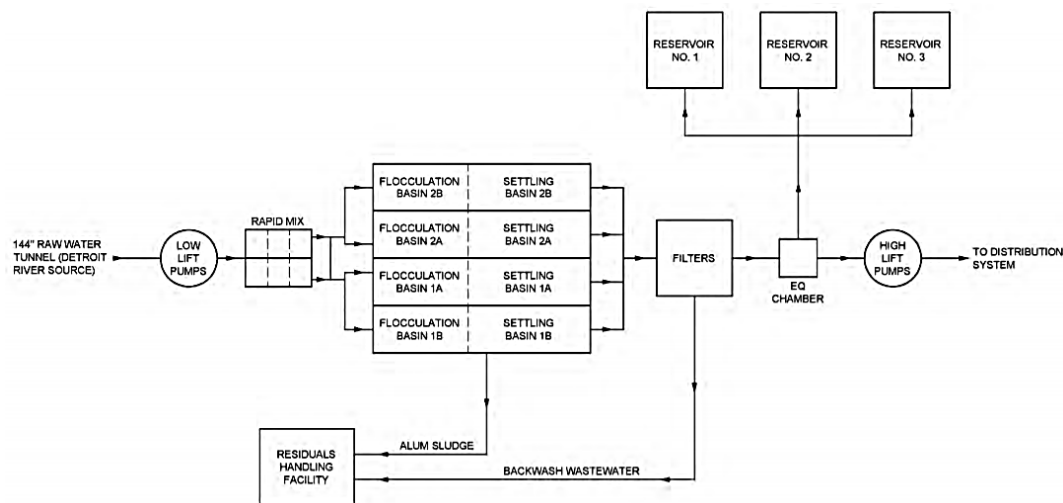 RESERVOIR
NO. 1
RESERVOIR
NO. 2
RESERVOIR
NO. 3
144" RAW WATER
TUNNEL (DETROIT
RIVER SOURCE)
LOW
LIFT
PUMPS
RAPID MIX
FLOCCULATION
BASIN 2B
SETTLING
BASIN 2B
FLOCCULATION
BASIN 2A
SETTLING
BASIN 2A
FLOCCULATION
BASIN 1A
SETTLING
BASIN 1A
FLOCCULATION
BASIN 1B
SETTLING
BASIN 1B
FILTERS
EQ
CHAMBER
HIGH
LIFT
PUMPS
TO DISTRIBUTION
SYSTEM
ALUM SLUDGE
BACKWASH WASTEWATER
RESIDUALS
HANDLING
FACILITY